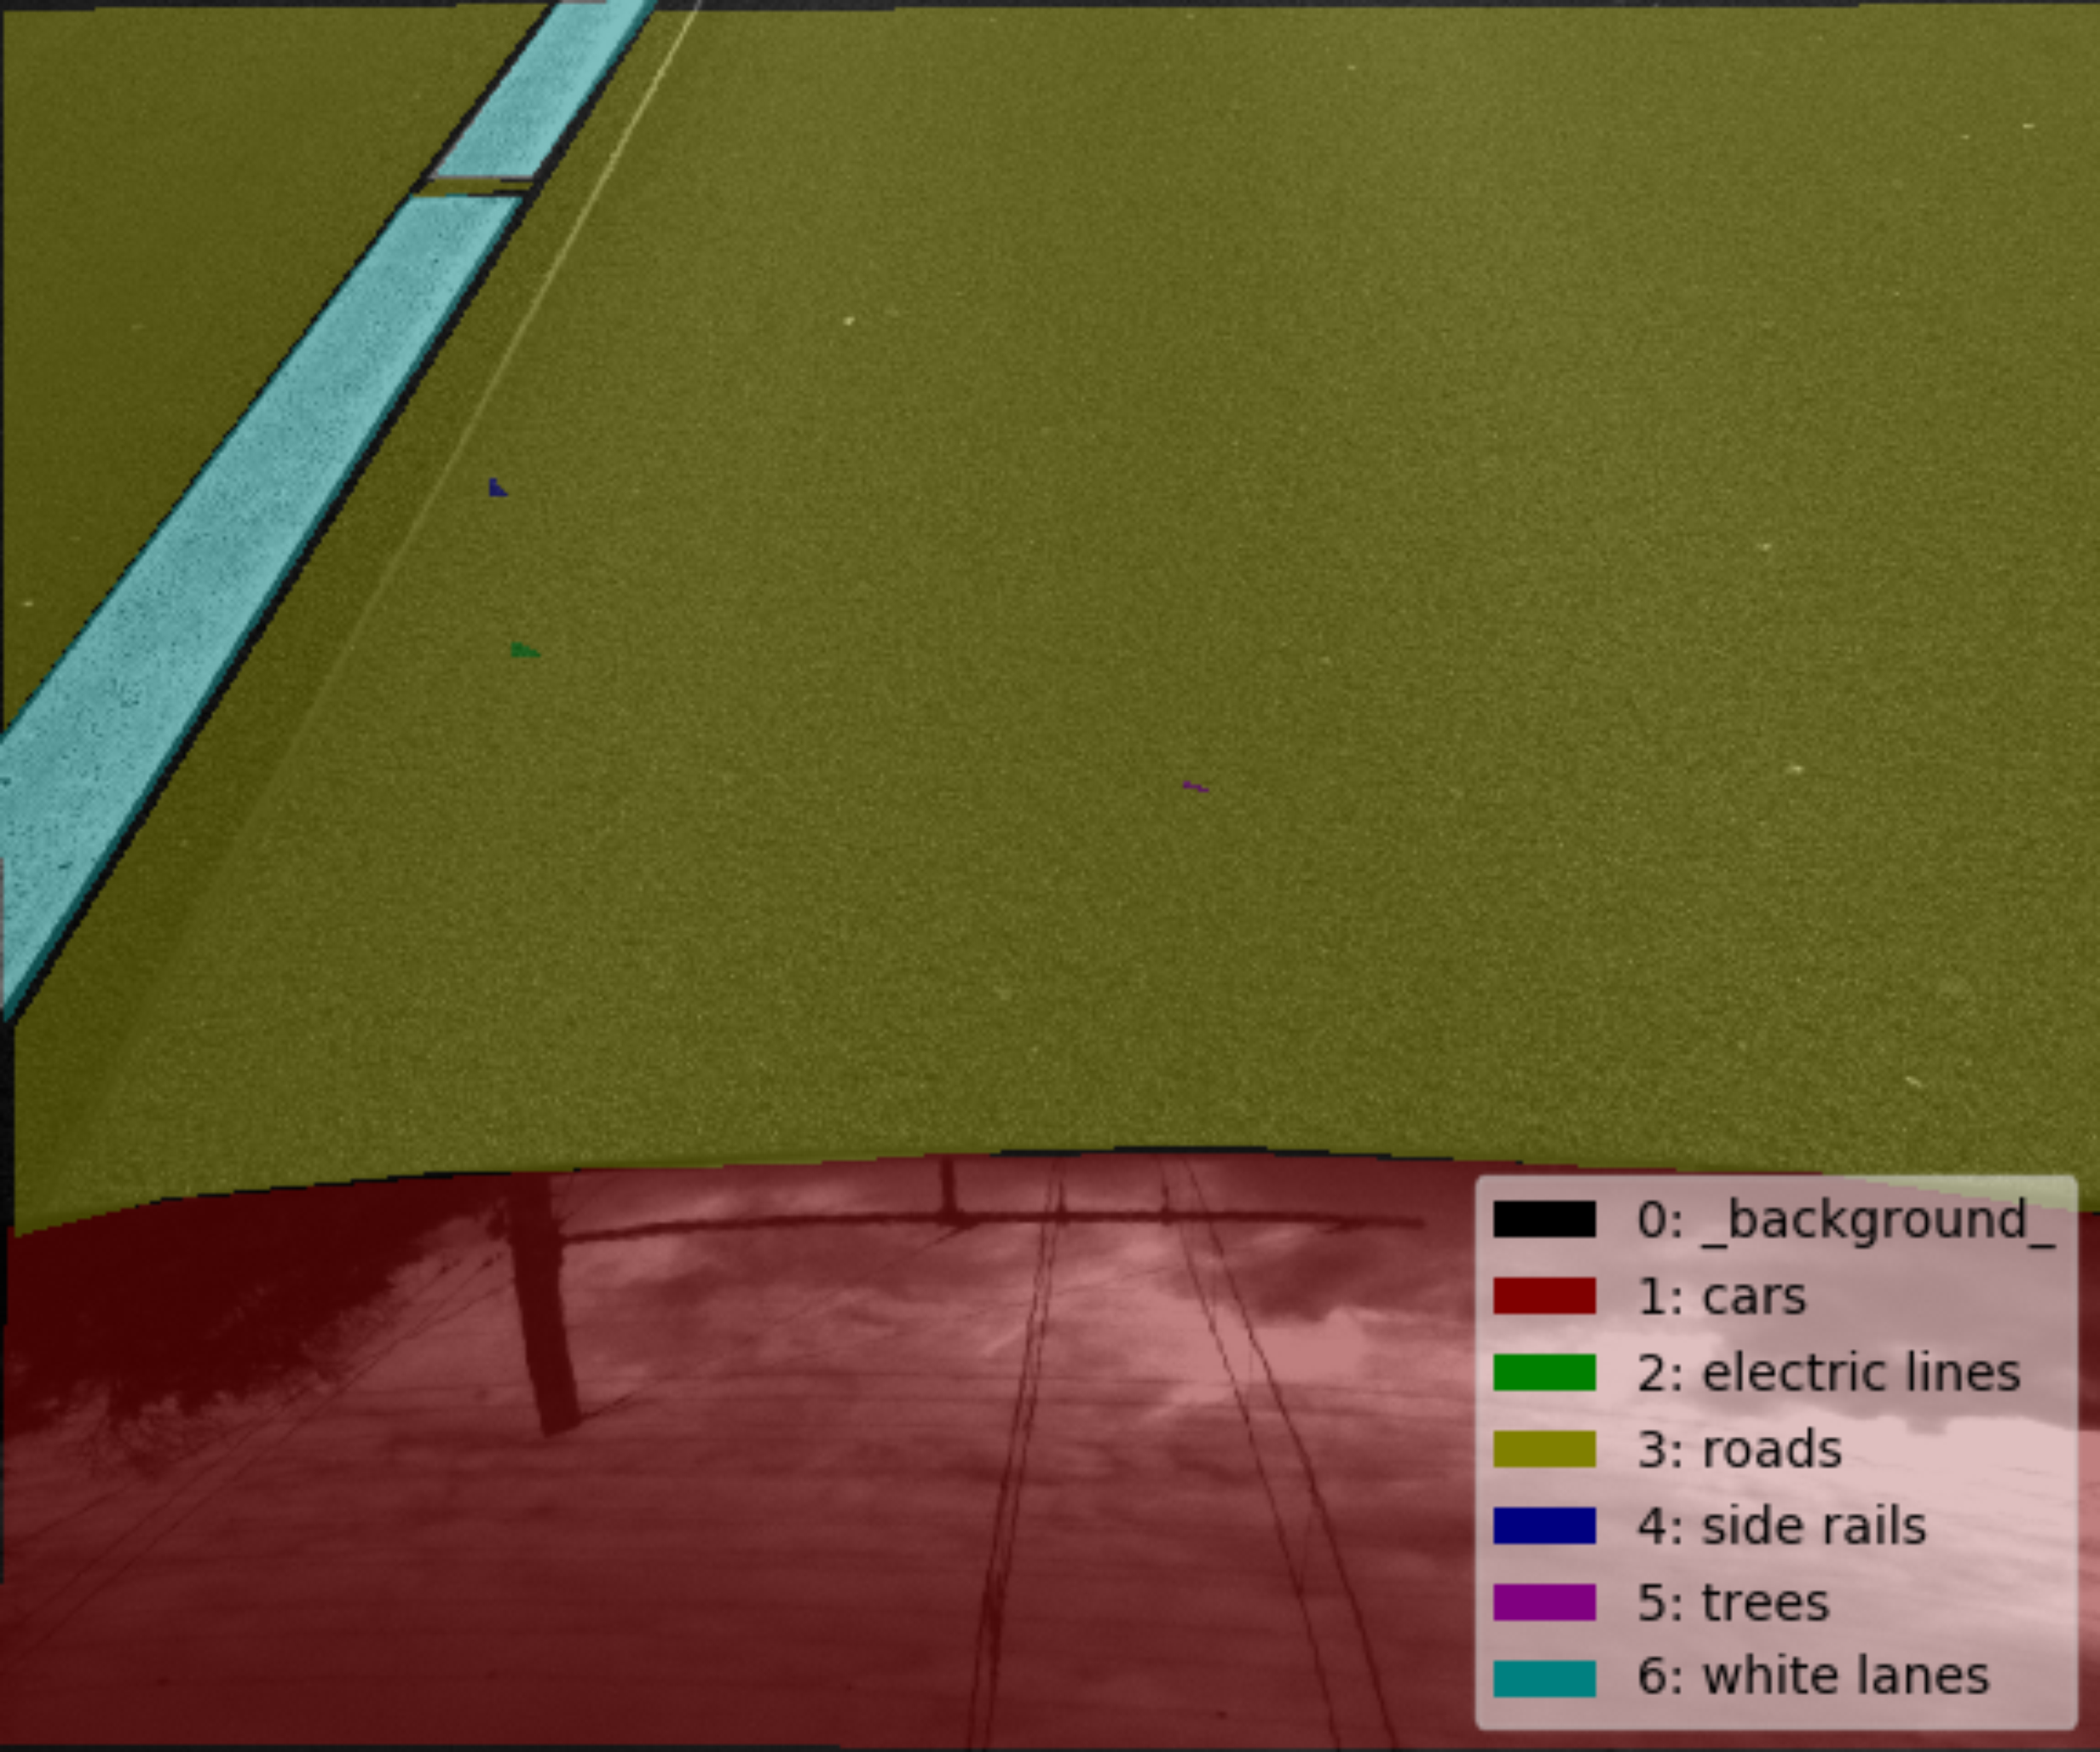 0: _background_
1: cars
2: electric lines
3: roads
4: side rails
5: trees
6: white lanes